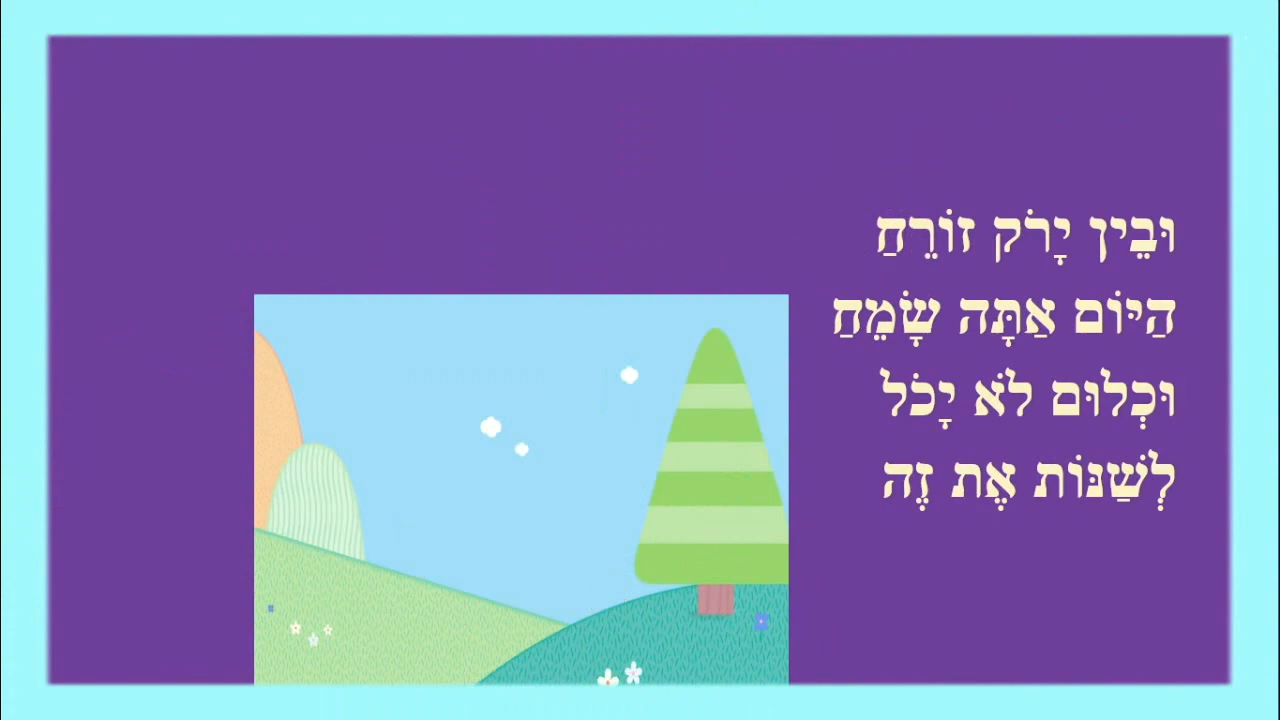 וּבֵין יָרֹק זוֹרֵחַ
הַיּוֹם אַתָּה שָׂמֵחַ
וּכְלוּם לֹא יָכֹל
לְשַׁנּוֹת אֶת זֶה